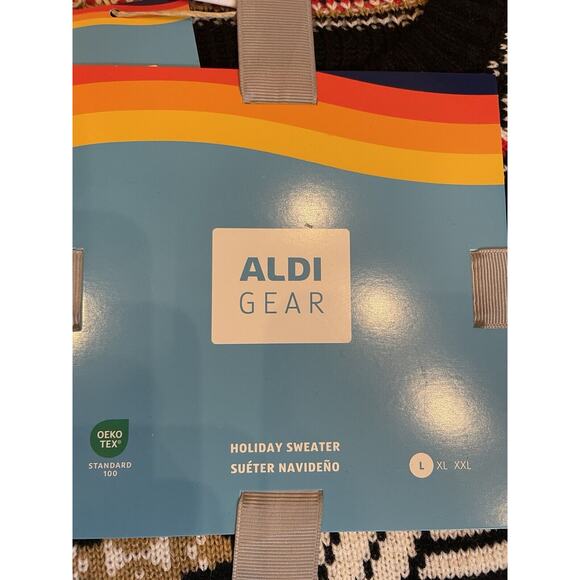 ALDI
GEAR
OEKO
TEX®
STANDARD
100
HOLIDAY SWEATER
SUÉTER NAVIDEÑO
L XL XXL